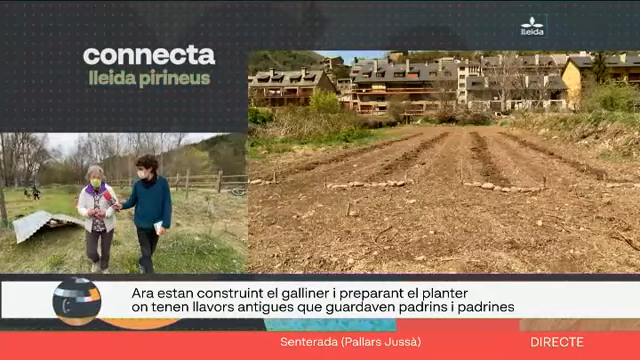 lleida
connecta
lleida pirineus
Ara estan construint el galliner i preparant el planter
on tenen llavors antigues que guardaven padrins i padrines
Senterada (Pallars Jussà)
DIRECTE